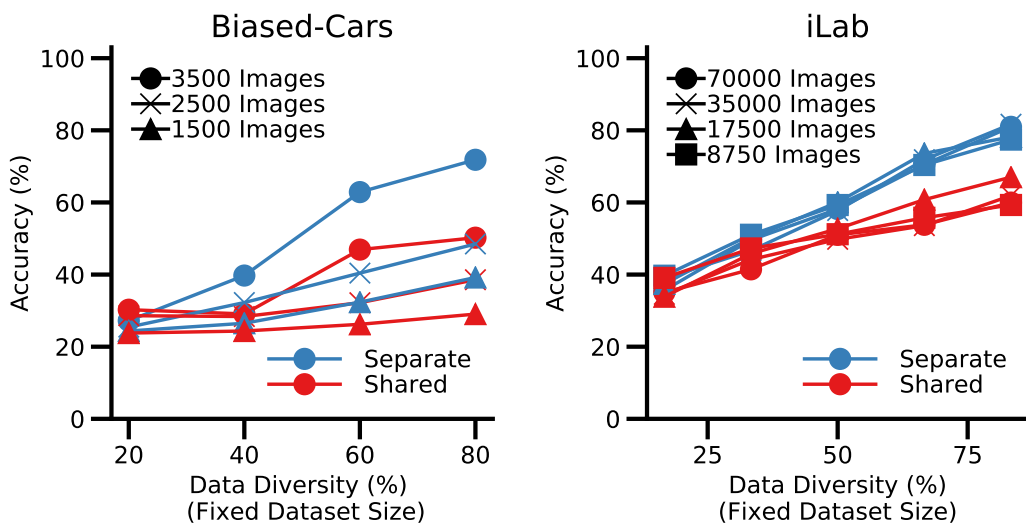 Biased-Cars
100
80
60
40
20
0
Accuracy (%)
3500 Images
2500 Images
1500 Images
Separate
Shared
20
40
60
80
Data Diversity (%)
(Fixed Dataset Size)
iLab
100
80
60
40
20
0
Accuracy (%)
70000 Images
35000 Images
17500 Images
8750 Images
Separate
Shared
25
50
75
Data Diversity (%)
(Fixed Dataset Size)